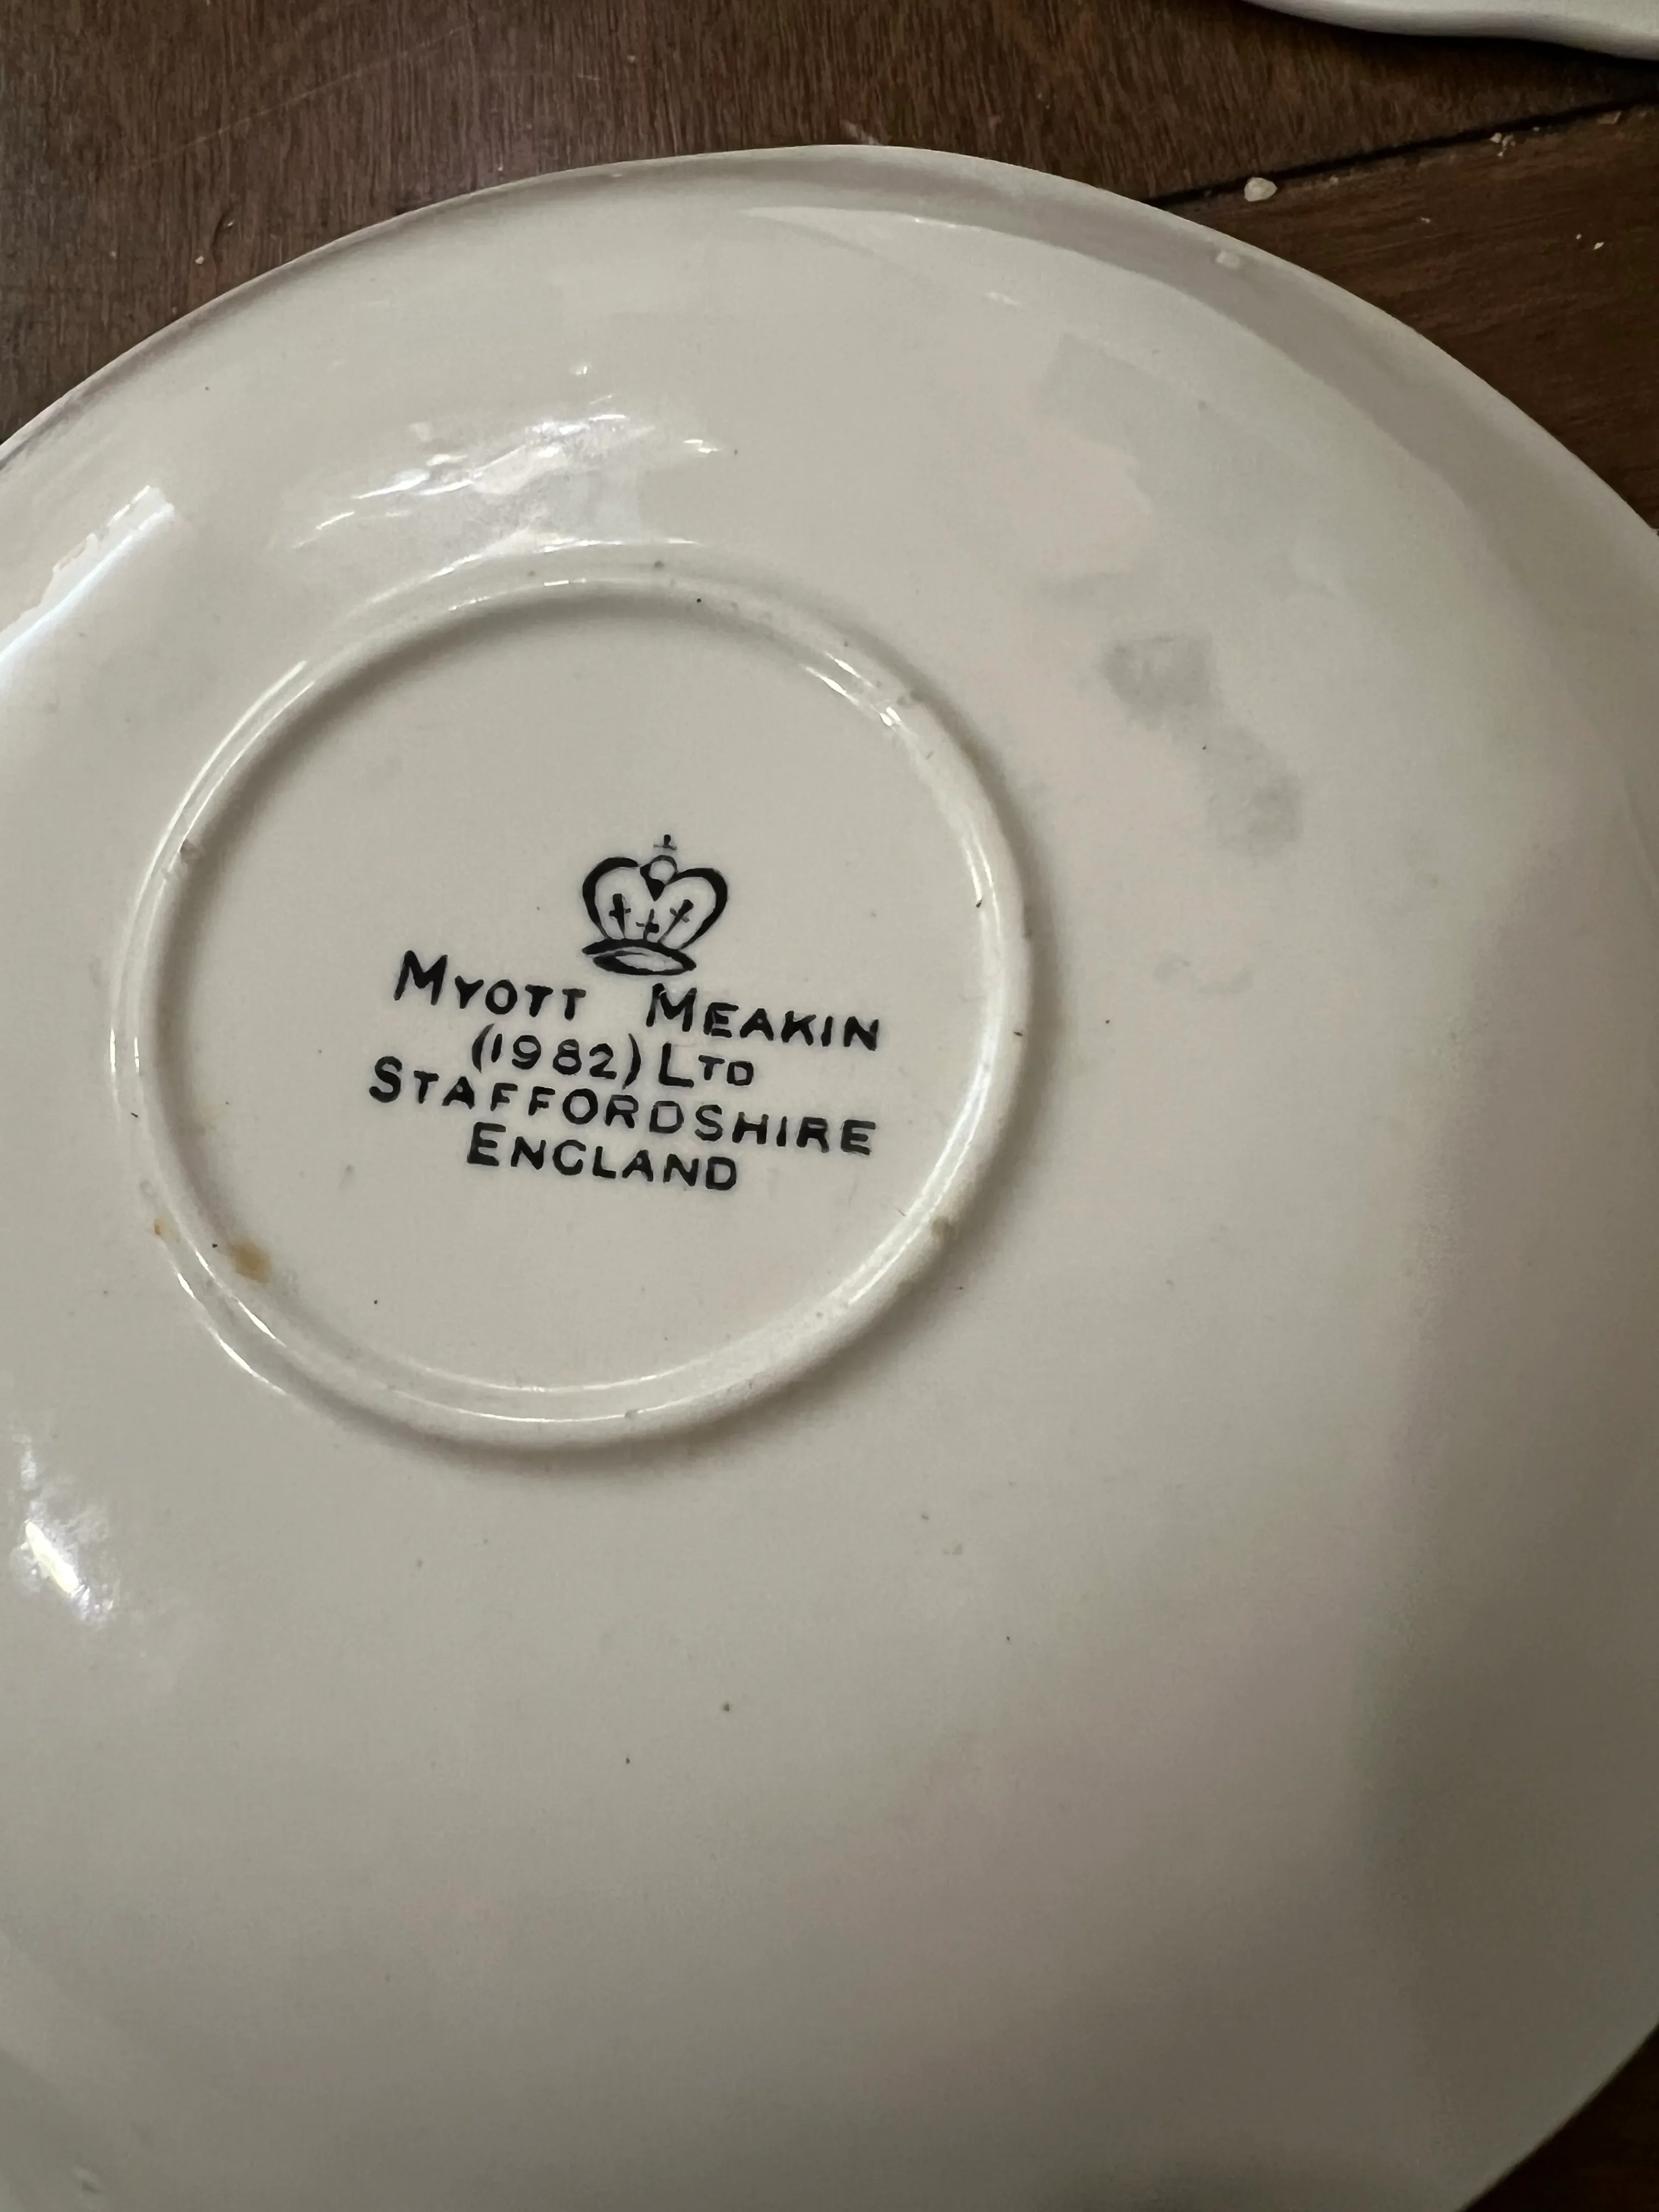 MYOTT MEAKIN
(1982) LTD
STAFFORDSHIRE
ENGLAND